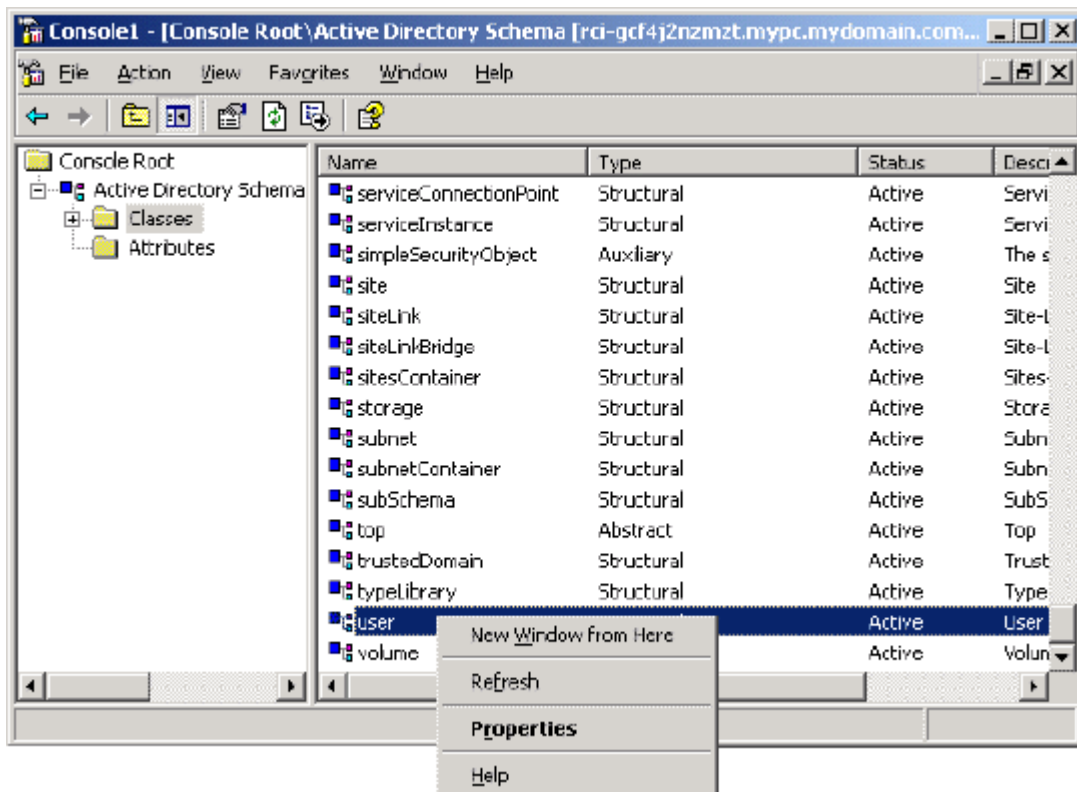 Console1 - [Console Root\Active Directory Schema [rci-gcf4j2nzmzt.mypc.mydomain.com...
File Action View Favorites Window Help
Console Root
Active Directory Schema
Classes
Attributes
Name Type Status Descr
serviceConnectionPoint Structural Active Servi
serviceInstance Structural Active Servi
simpleSecurityObject Auxiliary Active The s
site Structural Active Site
siteLink Structural Active Site-L
siteLinkBridge Structural Active Site-L
sitesContainer Structural Active Sites-
storage Structural Active Stora
subnet Structural Active Subn
subnetContainer Structural Active Subn
subSchema Structural Active SubS
top Abstract Active Top
trustedDomain Structural Active Trust
typeLibrary Structural Active Type
user Active User
volume Active Volum
New Window from Here
Refresh
Properties
Help